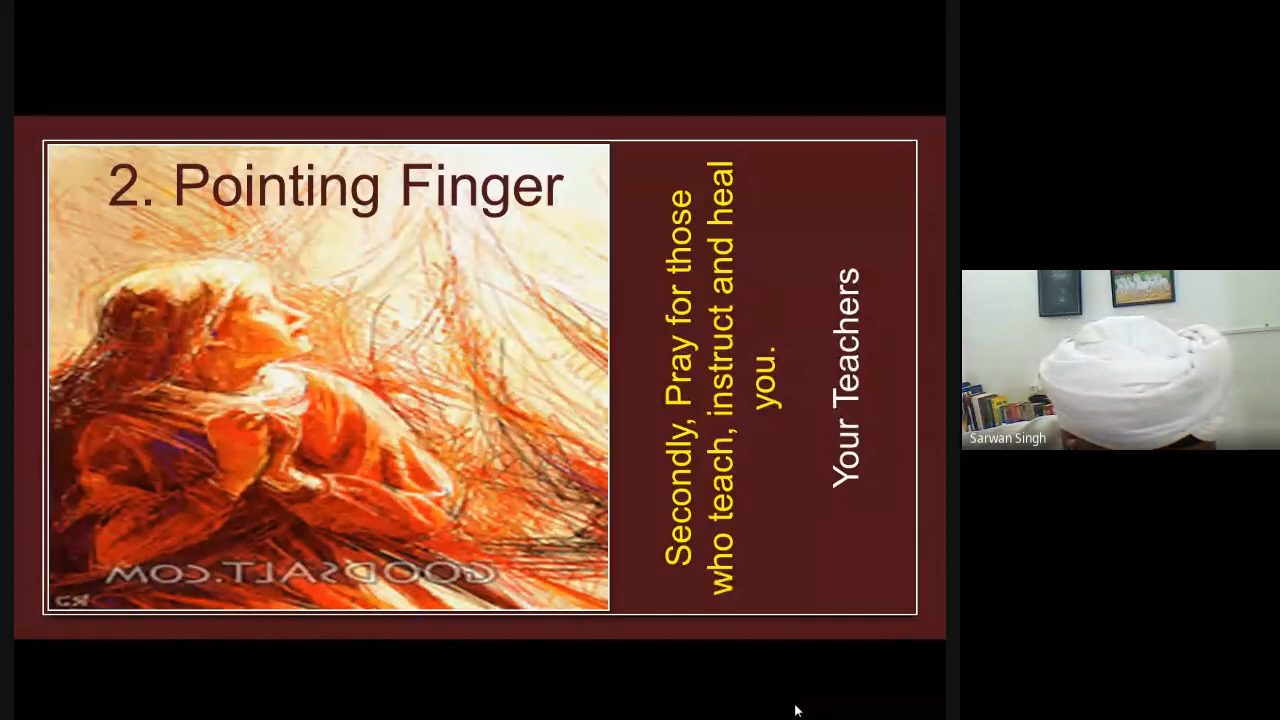 2. Pointing Finger
Secondly, Pray for those
who teach, instruct and heal
you.
Your Teachers
GOODSALT.COM
Sarwan Singh